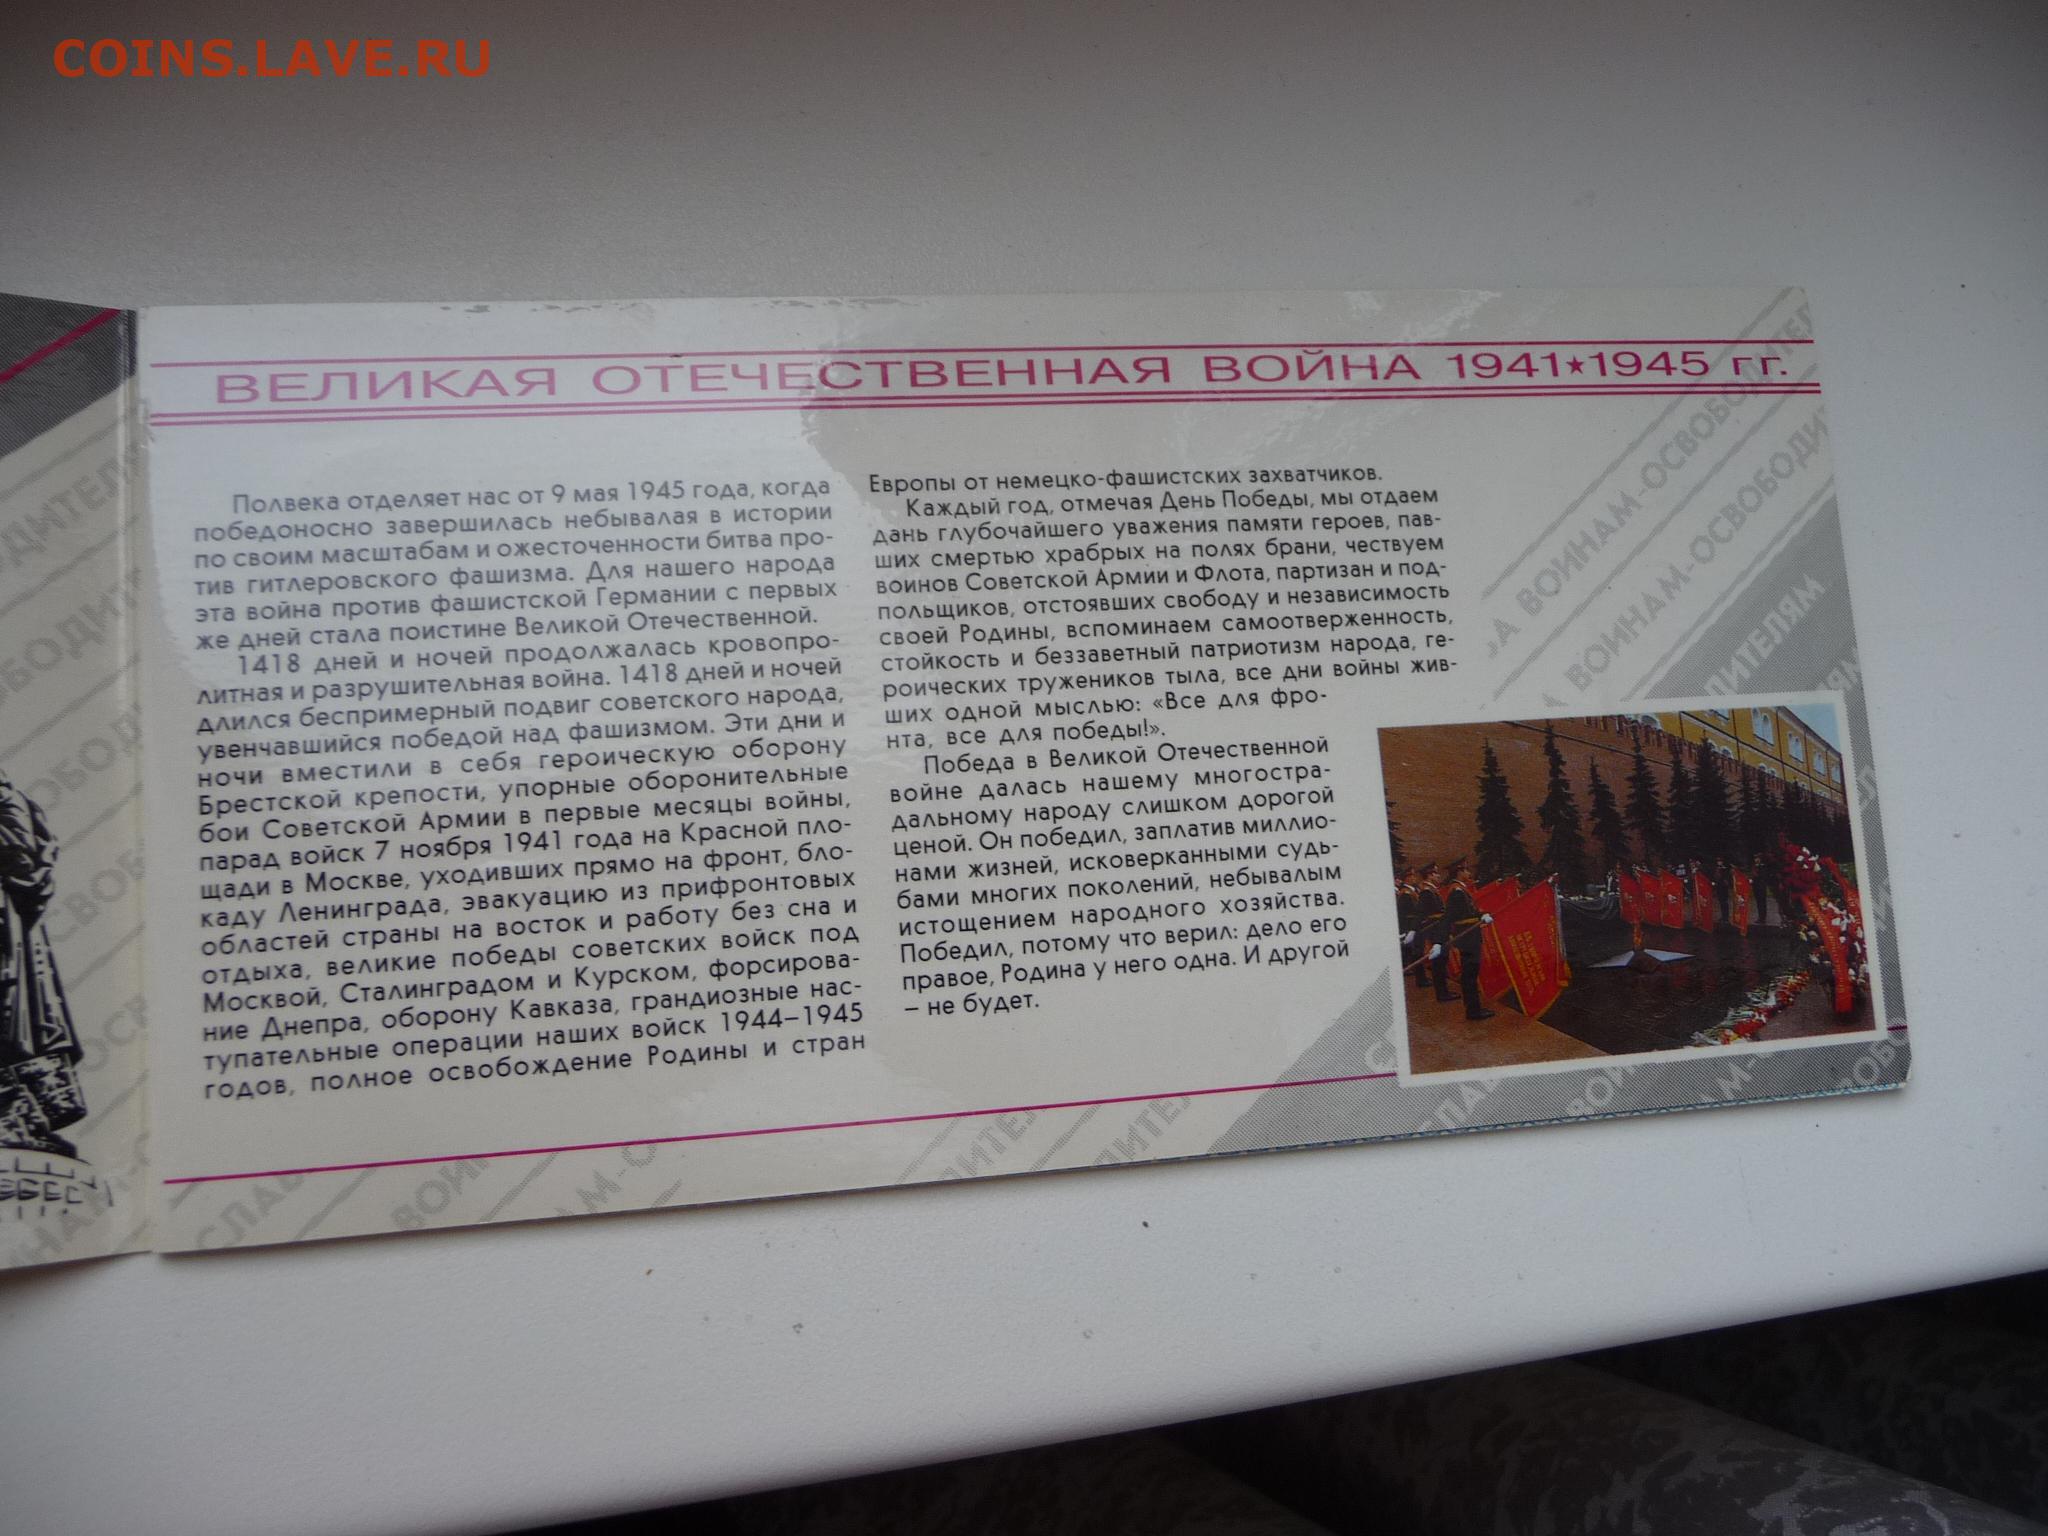 COINS.LAVE.RU
ВЕЛИКАЯ ОТЕЧЕСТВЕННАЯ ВОЙНА 1941★1945 гг.
Полвека отделяет нас от 9 мая 1945 года, когда
победоносно завершилась небывалая в истории
по своим масштабам и ожесточенности битва про-
тив гитлеровского фашизма. Для нашего народа
эта война против фашистской Германии с первых
же дней стала поистине Великой Отечественной.
1418 дней и ночей продолжалась кровопро-
литная и разрушительная война. 1418 дней и ночей
длился беспримерный подвиг советского народа,
увенчавшийся победой над фашизмом. Эти дни и
ночи вместили в себя героическую оборону
Брестской крепости, упорные оборонительные
бои Советской Армии в первые месяцы войны,
парад войск 7 ноября 1941 года на Красной пло-
щади в Москве, уходивших прямо на фронт, бло-
каду Ленинграда, эвакуацию из прифронтовых
областей страны на восток и работу без сна и
отдыха, великие победы советских войск под
Москвой, Сталинградом и Курском, форсирова-
ние Днепра, оборону Кавказа, грандиозные нас-
тупательные операции наших войск 1944–1945
годов, полное освобождение Родины и стран
Европы от немецко-фашистских захватчиков.
Каждый год, отмечая День Победы, мы отдаем
дань глубочайшего уважения памяти героев, пав-
ших смертью храбрых на полях брани, чествуем
воинов Советской Армии и Флота, партизан и под-
польщиков, отстоявших свободу и независимость
своей Родины, вспоминаем самоотверженность,
стойкость и беззаветный патриотизм народа, ге-
роических тружеников тыла, все дни войны жив-
ших одной мыслью: «Все для фро-
нта, все для победы!».
Победа в Великой Отечественной
войне далась нашему многостра-
дальному народу слишком дорогой
ценой. Он победил, заплатив миллио-
нами жизней, исковерканными судь-
бами многих поколений, небывалым
истощением народного хозяйства.
Победил, потому что верил: дело его
правое, Родина у него одна. И другой
– не будет.
ВОИНАМ-ОСВОБОДИТЕЛ
ВОИНАМ-ОСВОБОДИ